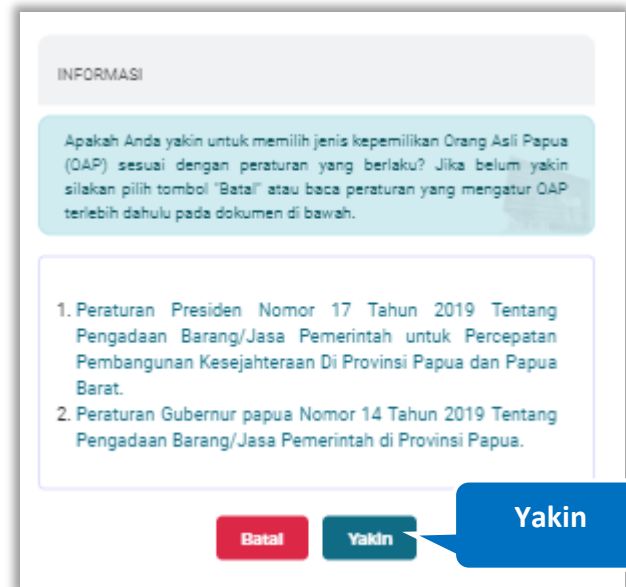 INFORMASI
Apakah Anda yakin untuk memilih jenis kepemilikan Orang Asli Papua
(OAP) sesuai dengan peraturan yang berlaku? Jika belum yakin
silakan pilih tombol "Batal" atau baca peraturan yang mengatur OAP
terlebih dahulu pada dokumen di bawah.
1. Peraturan Presiden Nomor 17 Tahun 2019 Tentang
Pengadaan Barang/Jasa Pemerintah untuk Percepatan
Pembangunan Kesejahteraan Di Provinsi Papua dan Papua
Barat.
2. Peraturan Gubernur papua Nomor 14 Tahun 2019 Tentang
Pengadaan Barang/Jasa Pemerintah di Provinsi Papua.
Batal
Yakin
Yakin